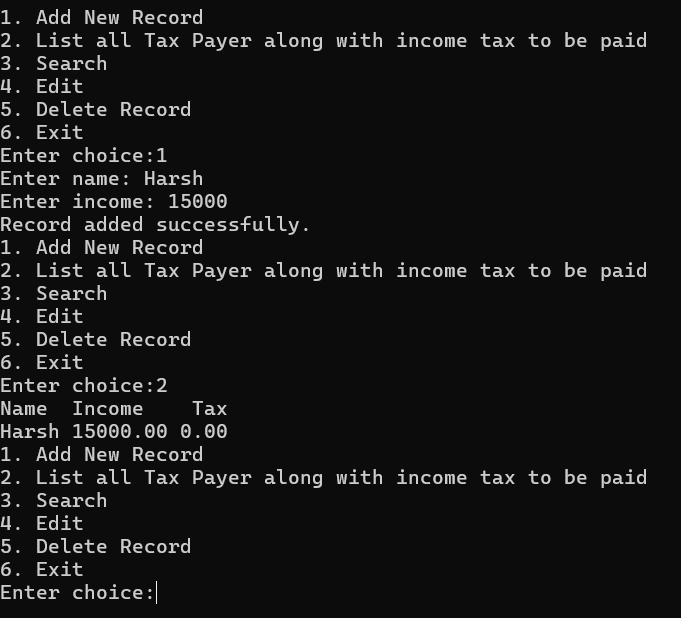 1. Add New Record
2. List all Tax Payer along with income tax to be paid
3. Search
4. Edit
5. Delete Record
6. Exit
Enter choice:1
Enter name: Harsh
Enter income: 15000
Record added successfully.
1. Add New Record
2. List all Tax Payer along with income tax to be paid
3. Search
4. Edit
5. Delete Record
6. Exit
Enter choice:2
Name  Income    Tax
Harsh 15000.00 0.00
1. Add New Record
2. List all Tax Payer along with income tax to be paid
3. Search
4. Edit
5. Delete Record
6. Exit
Enter choice: